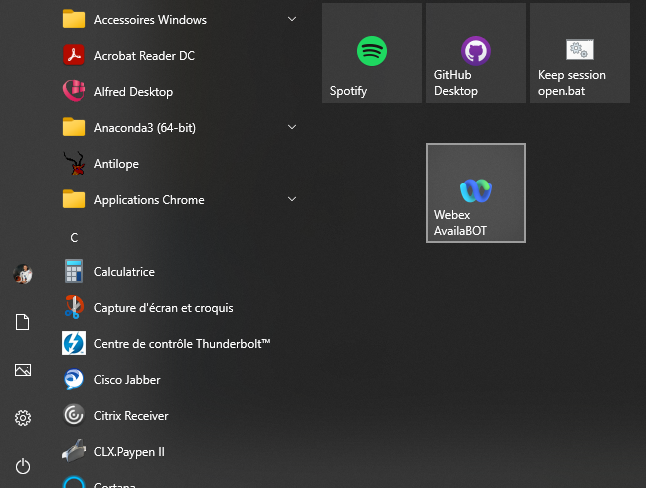 Accessoires Windows
Acrobat Reader DC
Alfred Desktop
Anaconda3 (64-bit)
Antilope
Applications Chrome
C
Calculatrice
Capture d'écran et croquis
Centre de contrôle Thunderbolt™
Cisco Jabber
Citrix Receiver
CLX.Paypen II
Cortana
Spotify
GitHub
Desktop
Keep session
open.bat
Webex
AvailaBOT